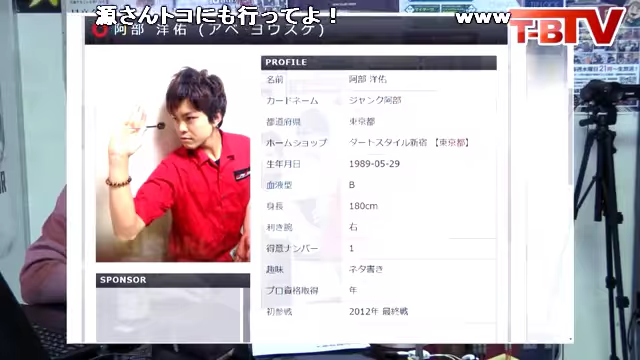 源さんトコにも行ってよ！
www
T-BTV
阿部 洋佑 (アベ ヨウスケ)
PROFILE
名前 阿部 洋佑
カードネーム ジャンク阿部
都道府県 東京都
ホームショップ ダートスタイル新宿 【東京都】
生年月日 1989-05-29
血液型 B
身長 180cm
利き腕 右
得意ナンバー 1
趣味 ネタ書き
プロ資格取得 年
初参戦 2012年 最終戦
SPONSOR